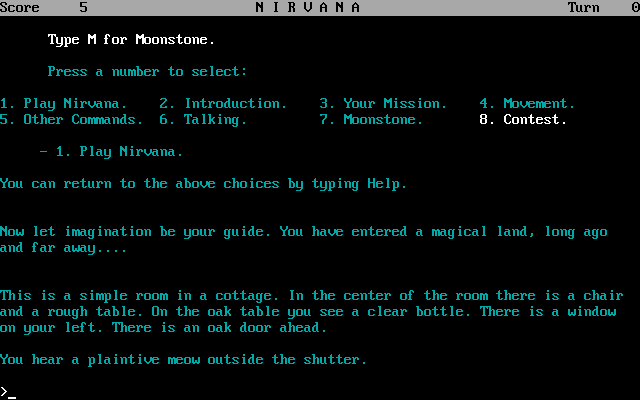 Score     5                     N I R V A N A                          Turn    0
Type M for Moonstone.
Press a number to select:
1. Play Nirvana.    2. Introduction.    3. Your Mission.    4. Movement.
5. Other Commands.  6. Talking.         7. Moonstone.       8. Contest.
- 1. Play Nirvana.
You can return to the above choices by typing Help.
Now let imagination be your guide. You have entered a magical land, long ago
and far away....
This is a simple room in a cottage. In the center of the room there is a chair
and a rough table. On the oak table you see a clear bottle. There is a window
on your left. There is an oak door ahead.
You hear a plaintive meow outside the shutter.
>_